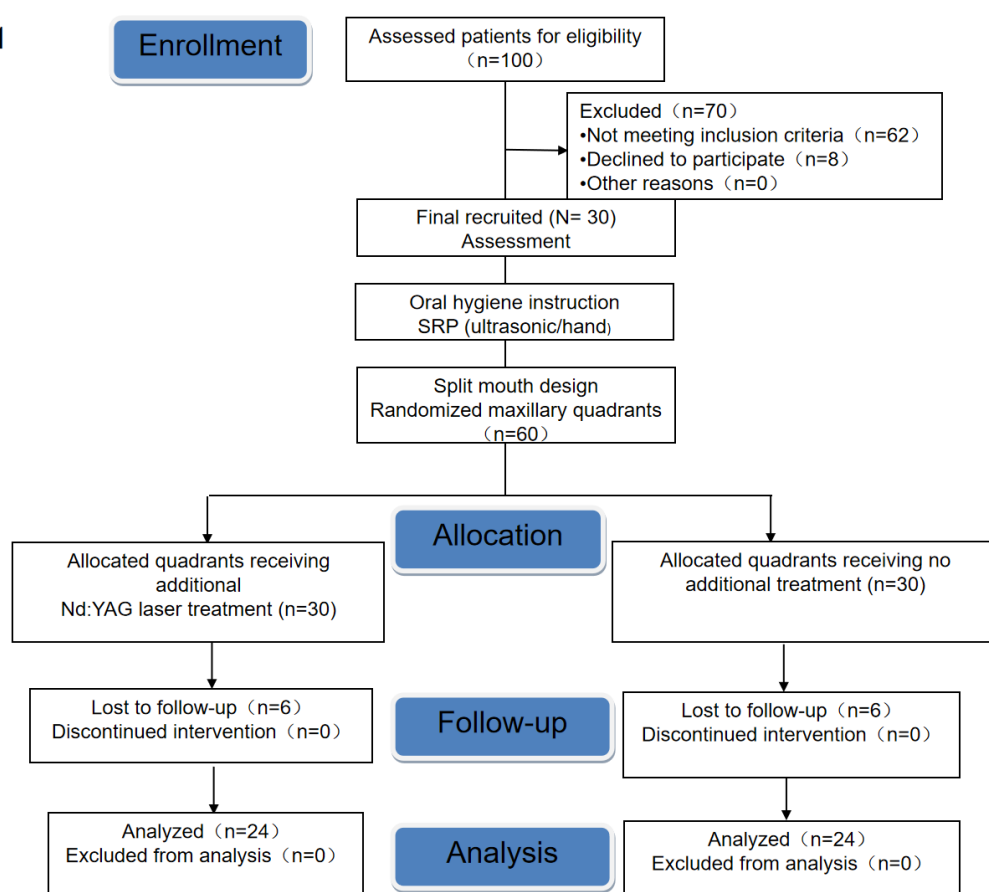 Enrollment
Assessed patients for eligibility
（n=100）
Excluded（n=70）
•Not meeting inclusion criteria（n=62）
•Declined to participate（n=8）
•Other reasons（n=0）
Final recruited (N= 30)
Assessment
Oral hygiene instruction
SRP (ultrasonic/hand)
Split mouth design
Randomized maxillary quadrants
（n=60）
Allocation
Allocated quadrants receiving
additional
Nd:YAG laser treatment (n=30)
Allocated quadrants receiving no
additional treatment (n=30)
Follow-up
Lost to follow-up（n=6）
Discontinued intervention（n=0）
Lost to follow-up（n=6）
Discontinued intervention（n=0）
Analysis
Analyzed（n=24）
Excluded from analysis（n=0）
Analyzed（n=24）
Excluded from analysis（n=0）